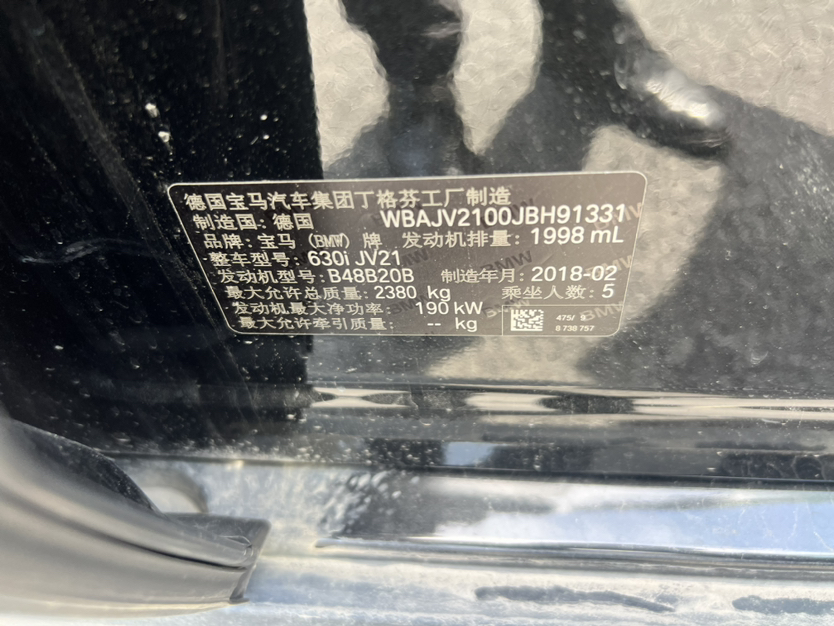 德国宝马汽车集团丁格芬工厂制造
制造国: 德国 WBAJV2100JBH91331
品牌: 宝马 (BMW) 牌 发动机排量: 1998 mL
整车型号: 630i JV21
发动机型号: B48B20B 制造年月: 2018-02
最大允许总质量: 2380 kg 乘坐人数: 5
发动机最大净功率: 190 kW
最大允许牵引质量: -- kg
475/ 9
8 738 757